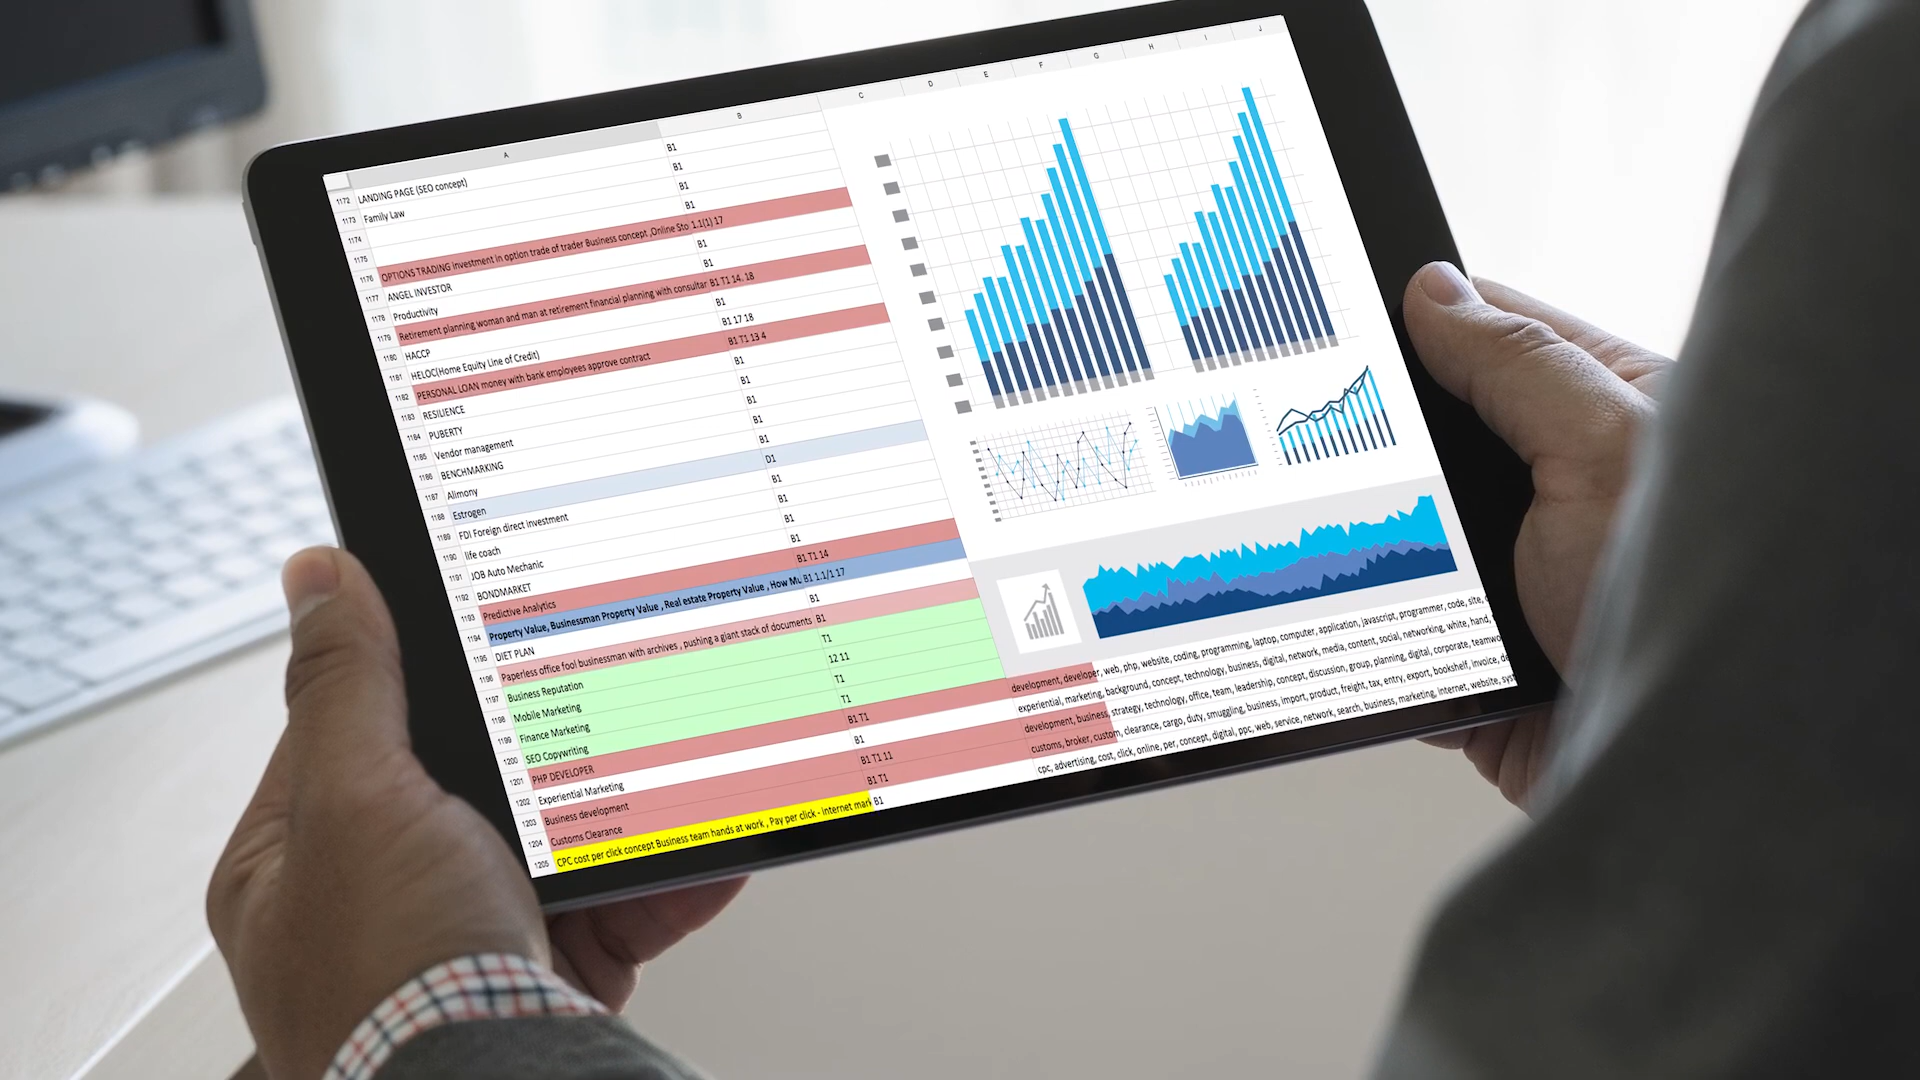 A B C D E F G H I J
1172 LANDING PAGE (SEO concept) B1
1173 Family Law B1
1174 B1
1175 B1
1176 OPTIONS TRADING investment in option trade of trader Business concept ,Online Sto 1.1(1) 17
1177 ANGEL INVESTOR B1
1178 Productivity B1
1179 Retirement planning,woman and man at retirement financial planning with consultar B1 T1 14. 18
1180 HACCP B1
1181 HELOC(Home Equity Line of Credit) B1 17 18
1182 PERSONAL LOAN money with bank employees approve contract B1 T1 13 4
1183 RESILIENCE B1
1184 PUBERTY B1
1185 Vendor management B1
1186 BENCHMARKING B1
1187 Alimony B1
1188 Estrogen D1
1189 FDI Foreign direct investment B1
1190 life coach B1
1191 JOB Auto Mechanic B1
1192 BONDMARKET B1
1193 Predictive Analytics B1 T1 14
1194 Property Value, Businessman Property Value , Real estate Property Value , How Mu B1 1.1/1 17
1195 DIET PLAN B1
1196 Paperless office fool businessman with archives , pushing a giant stack of documents B1
1197 Business Reputation T1
1198 Mobile Marketing 12 11
1199 Finance Marketing T1
1200 SEO Copywriting T1
1201 PHP DEVELOPER B1 T1 development, developer, web, php, website, coding, programming, laptop, computer, application, javascript, programmer, code, site,
1202 Experiential Marketing B1 experiential, marketing, background, concept, technology, business, digital, network, media, content, social, networking, white, hand,
1203 Business development B1 T1 11 development, business, strategy, technology, office, team, leadership, concept, discussion, group, planning, digital, corporate, teamwo
1204 Customs Clearance B1 T1 customs, broker, custom, clearance, cargo, duty, smuggling, business, import, product, freight, tax, entry, export, bookshelf, invoice, de
1205 CPC cost per click concept Business team hands at work , Pay per click - internet mark B1 cpc, advertising, cost, click, online, per, concept, digital, ppc, web, service, network, search, business, marketing, internet, website, syst